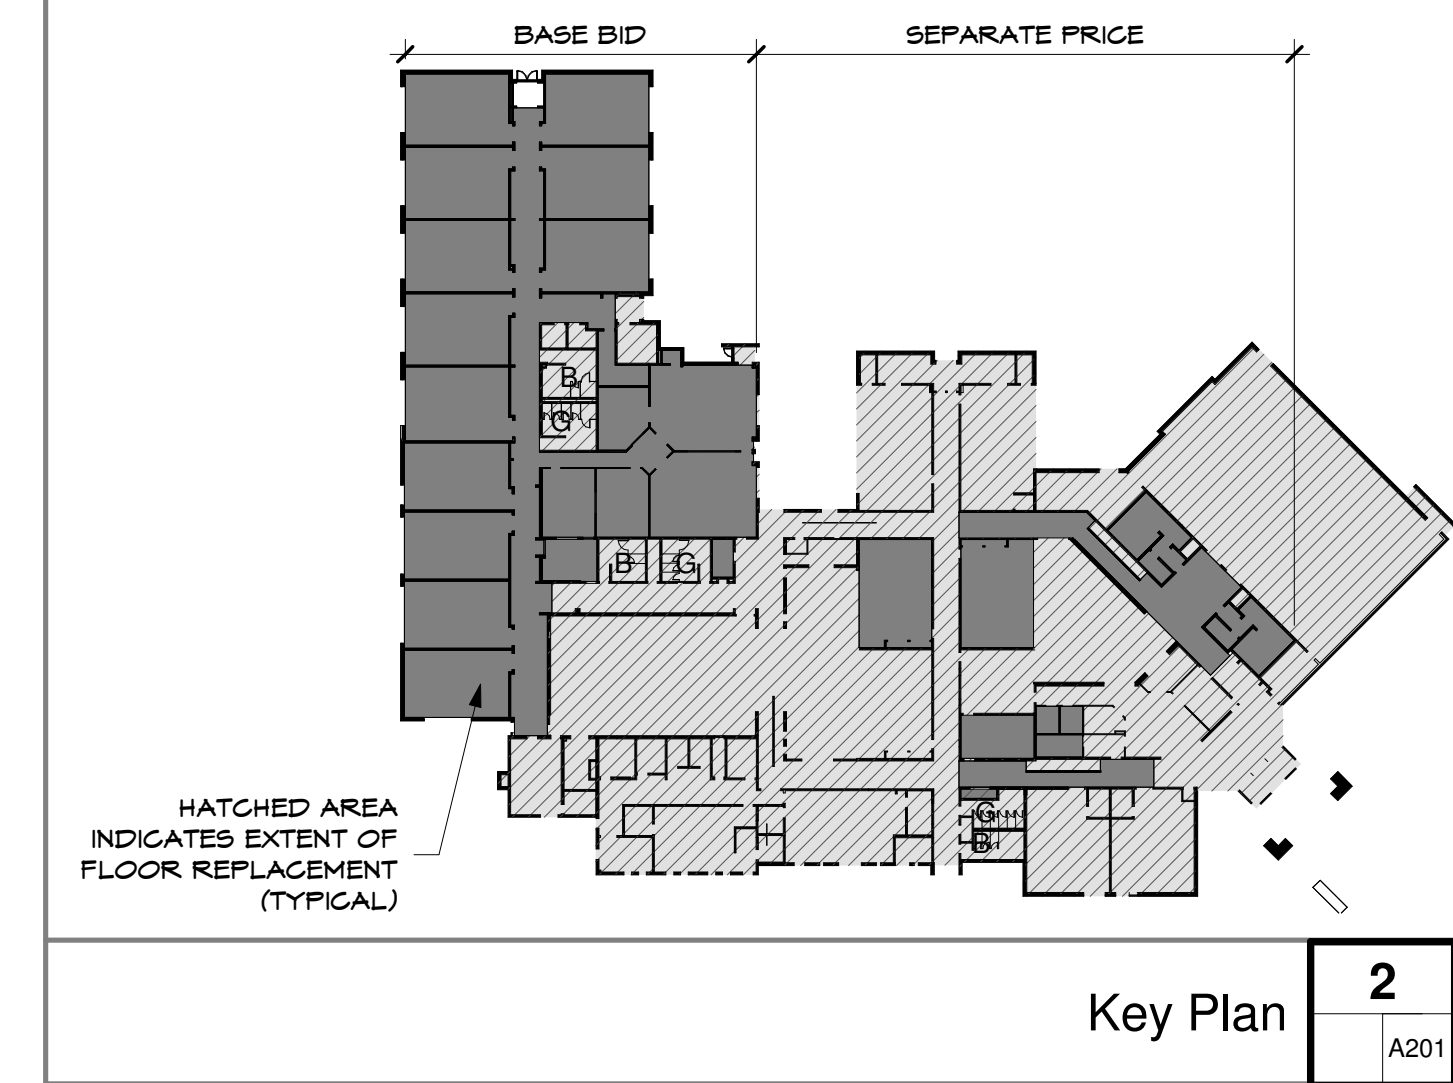 BASE BID
SEPARATE PRICE
B
G
B
G
HATCHED AREA
INDICATES EXTENT OF
FLOOR REPLACEMENT
(TYPICAL)
G
B
Key Plan
2
A201